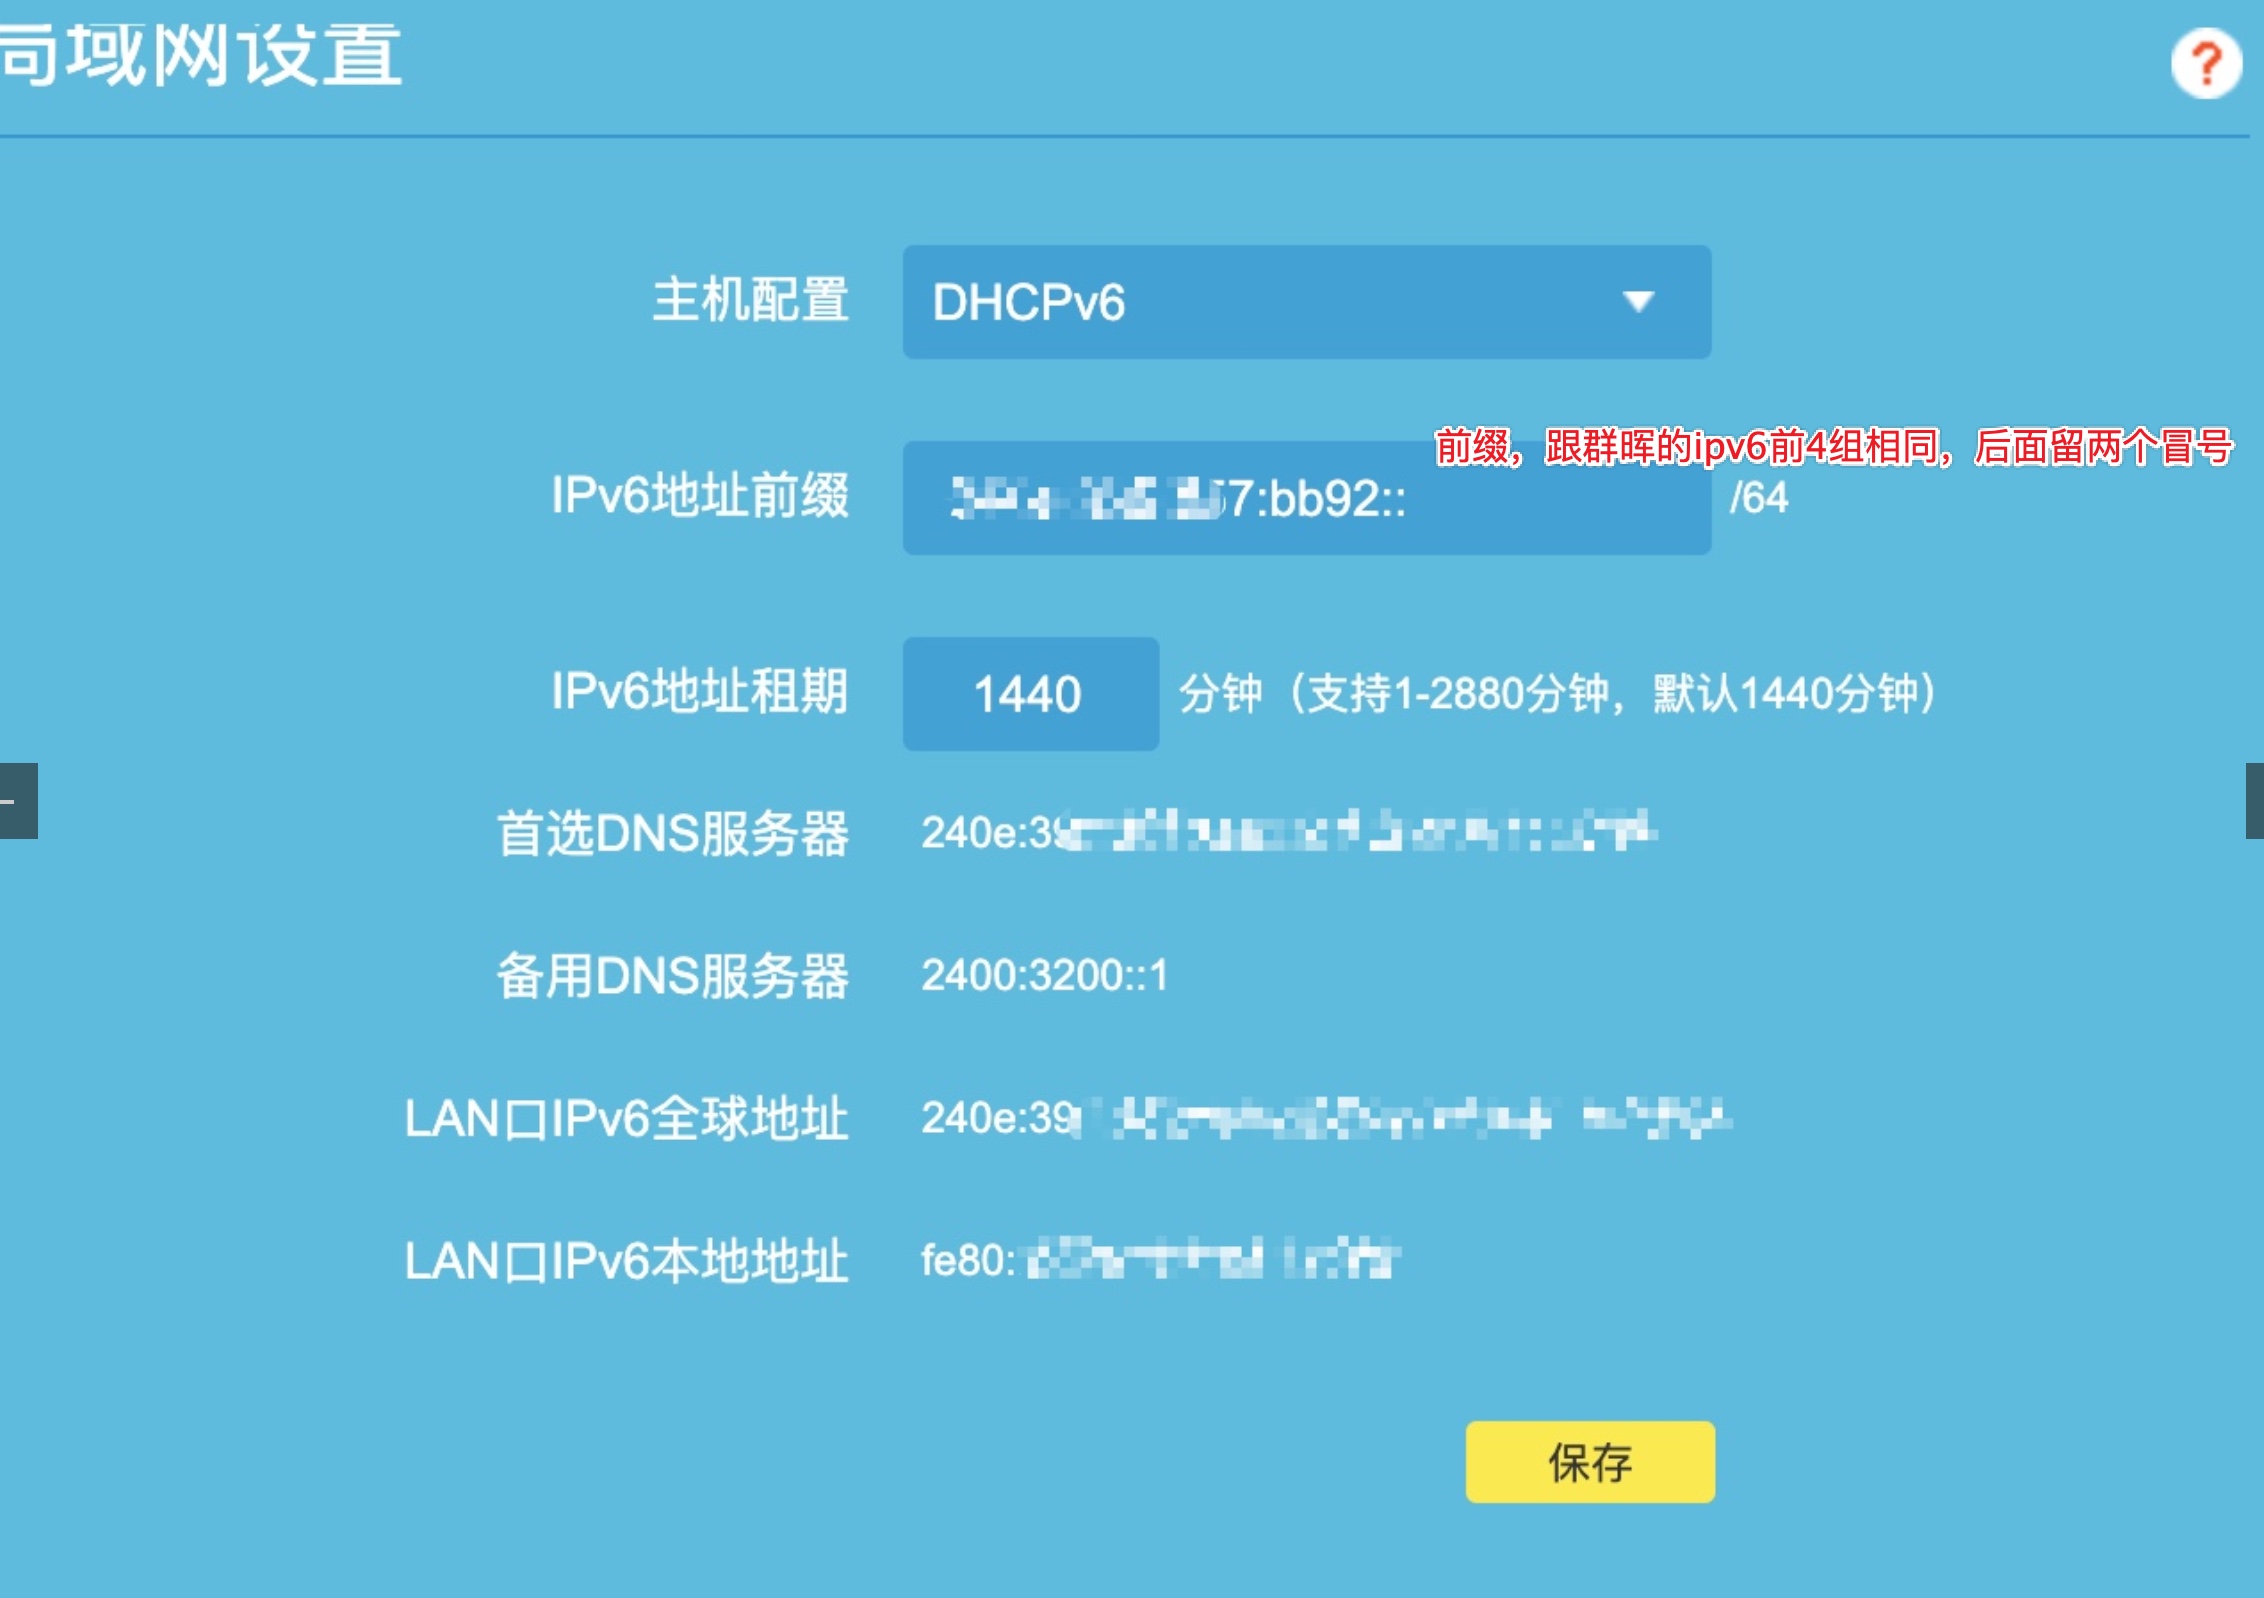 局域网设置
?
主机配置 DHCPv6
前缀，跟群晖的ipv6前4组相同，后面留两个冒号
IPv6地址前缀 7:bb92:: /64
IPv6地址租期 1440 分钟（支持1-2880分钟，默认1440分钟）
首选DNS服务器 240e:39
备用DNS服务器 2400:3200::1
LAN口IPv6全球地址 240e:39
LAN口IPv6本地地址 fe80:
保存